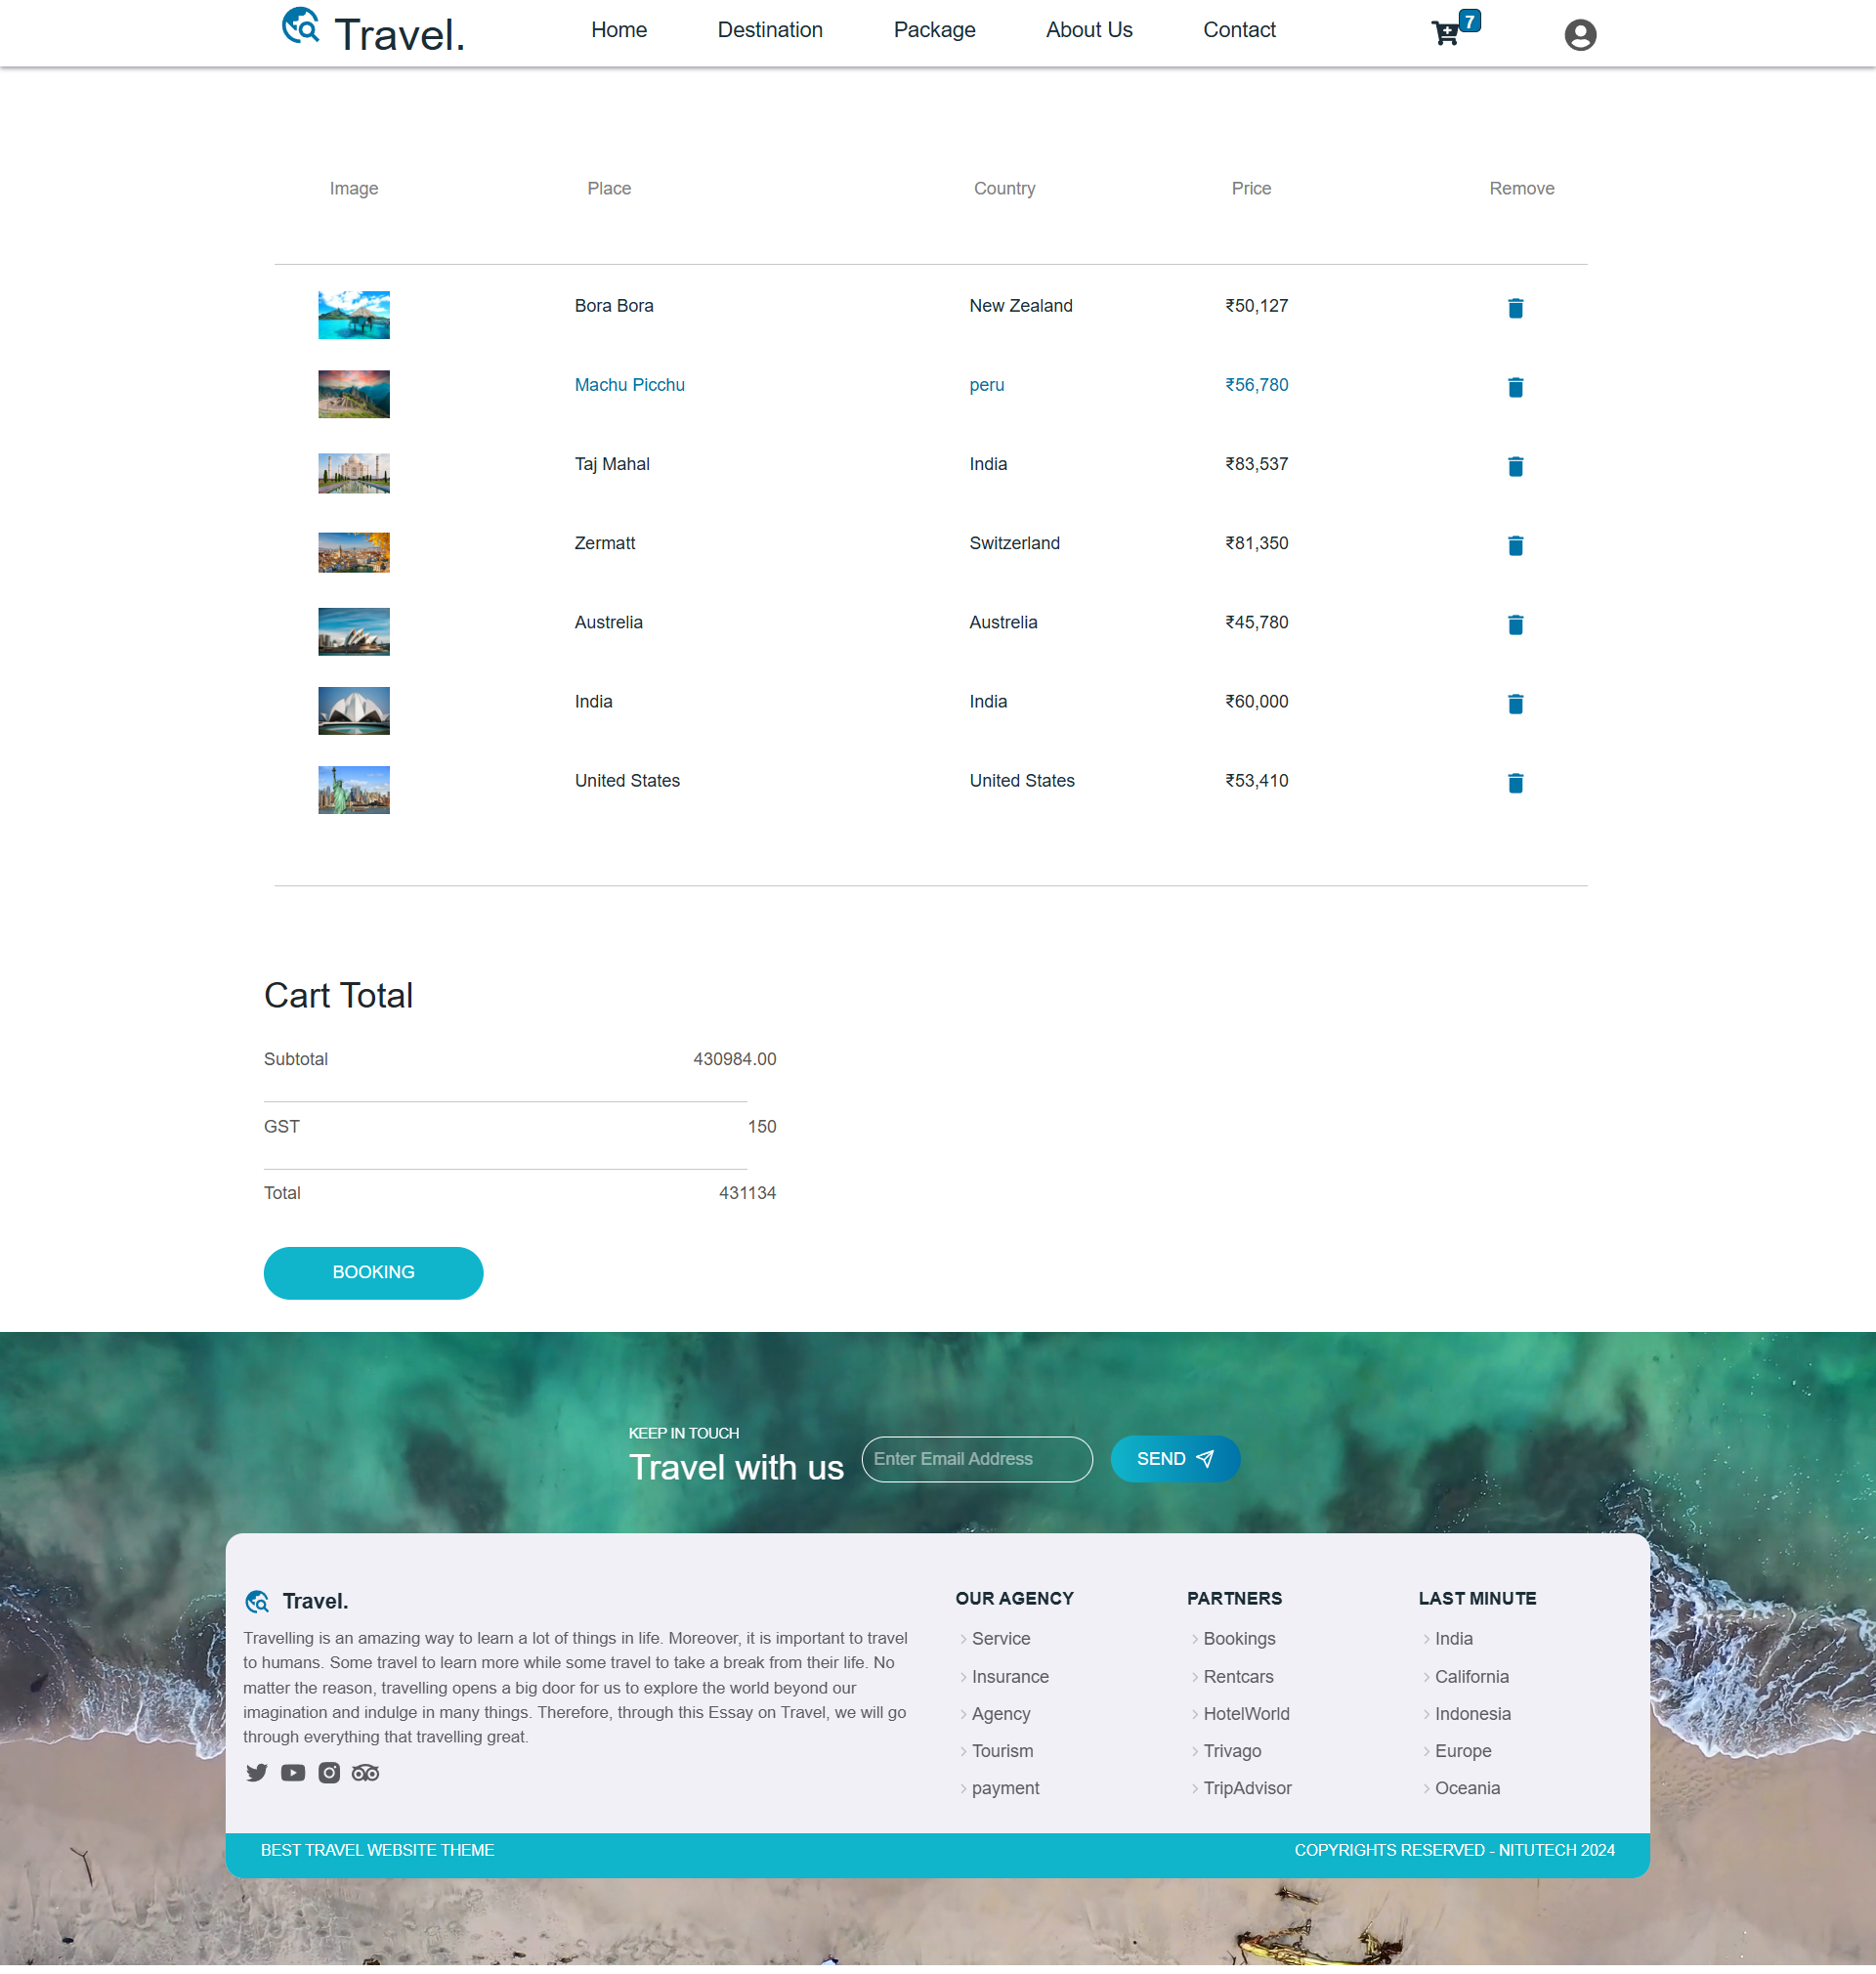 Travel.
Home Destination Package About Us Contact 7
Image Place Country Price Remove
Bora Bora New Zealand ₹50,127
Machu Picchu peru ₹56,780
Taj Mahal India ₹83,537
Zermatt Switzerland ₹81,350
Austrelia Austrelia ₹45,780
India India ₹60,000
United States United States ₹53,410
Cart Total
Subtotal 430984.00
GST 150
Total 431134
BOOKING
KEEP IN TOUCH
Travel with us
Enter Email Address
SEND
Travel.
Travelling is an amazing way to learn a lot of things in life. Moreover, it is important to travel
to humans. Some travel to learn more while some travel to take a break from their life. No
matter the reason, travelling opens a big door for us to explore the world beyond our
imagination and indulge in many things. Therefore, through this Essay on Travel, we will go
through everything that travelling great.
OUR AGENCY
Service
Insurance
Agency
Tourism
payment
PARTNERS
Bookings
Rentcars
HotelWorld
Trivago
TripAdvisor
LAST MINUTE
India
California
Indonesia
Europe
Oceania
BEST TRAVEL WEBSITE THEME
COPYRIGHTS RESERVED - NITUTECH 2024